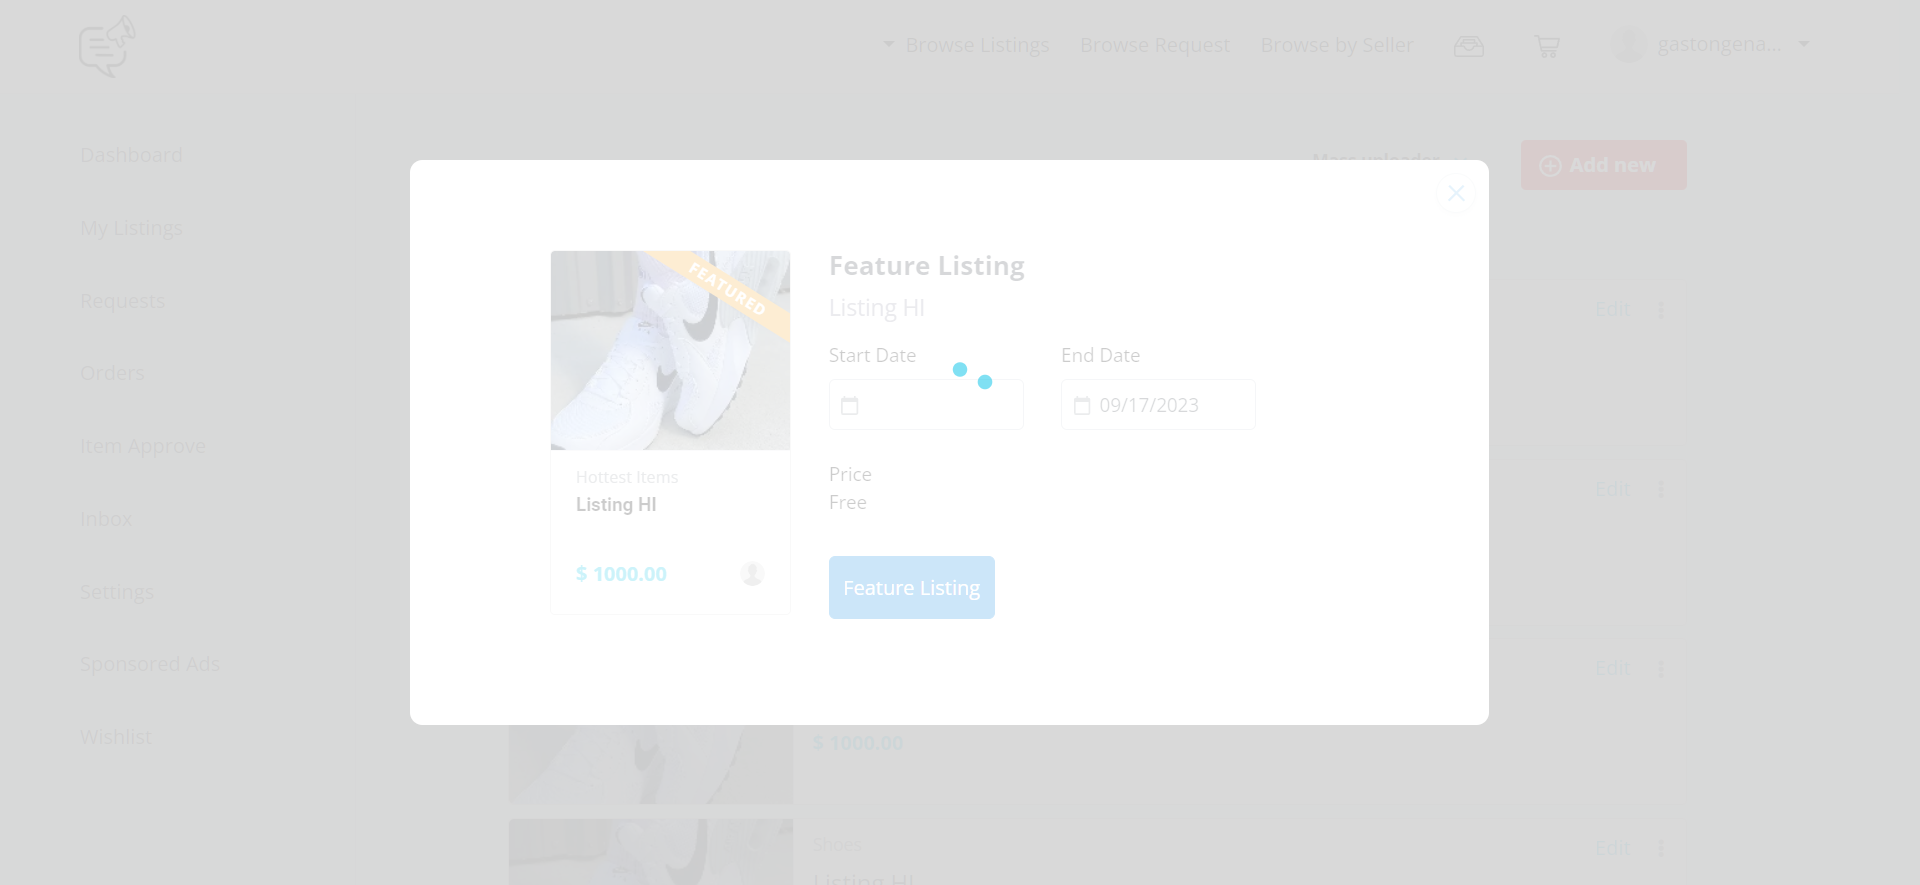 Browse Listings
Browse Request
Browse by Seller
gastongena...
Dashboard
My Listings
Requests
Orders
Item Approve
Inbox
Settings
Sponsored Ads
Wishlist
Mass uploader
Add new
FEATURED
Hottest Items
Listing HI
$ 1000.00
Feature Listing
Listing HI
Start Date
End Date
09/17/2023
Price
Free
Feature Listing
Edit
Edit
Edit
$ 1000.00
Shoes
Edit
Listing HI